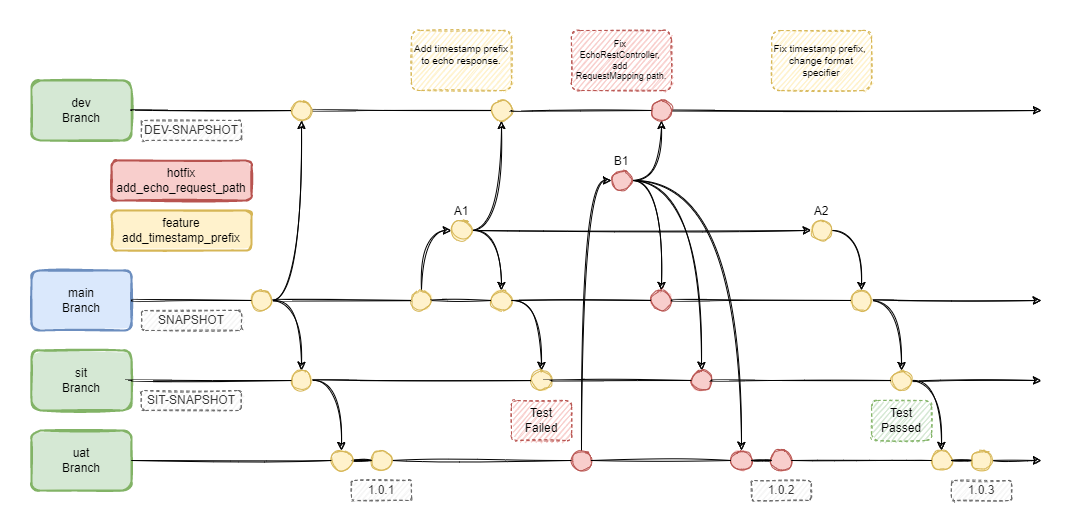 Add timestamp prefix
to echo response.
Fix
EchoRestController,
add
RequestMapping path.
Fix timestamp prefix,
change format
specifier
dev
Branch
DEV-SNAPSHOT
hotfix
add_echo_request_path
B1
feature
add_timestamp_prefix
A1
A2
main
Branch
SNAPSHOT
sit
Branch
SIT-SNAPSHOT
Test
Failed
Test
Passed
uat
Branch
1.0.1
1.0.2
1.0.3